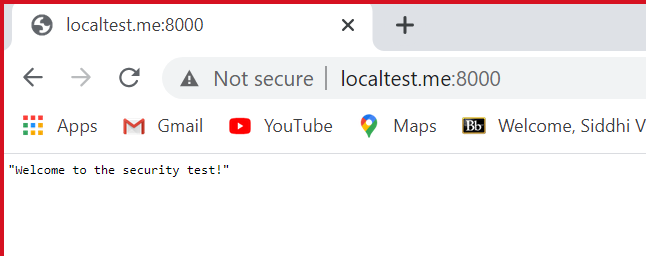 localtest.me:8000
Not secure localtest.me:8000
Apps Gmail YouTube Maps Bb Welcome, Siddhi V
"Welcome to the security test!"